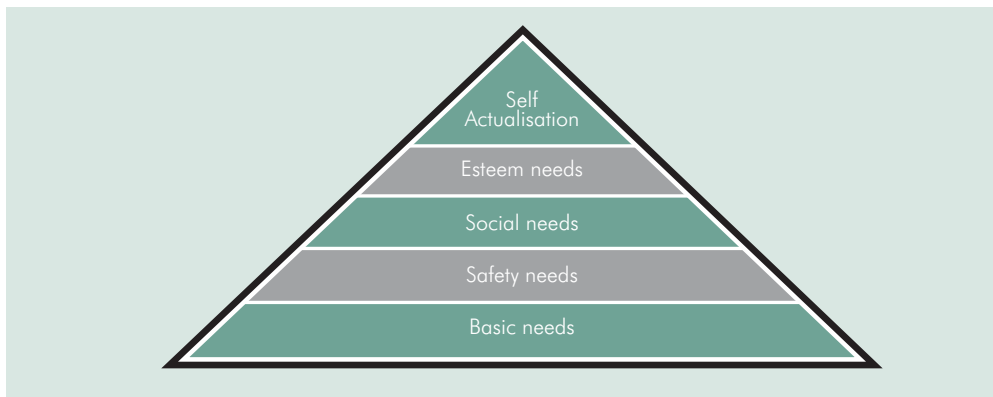 Self
Actualisation
Esteem needs
Social needs
Safety needs
Basic needs